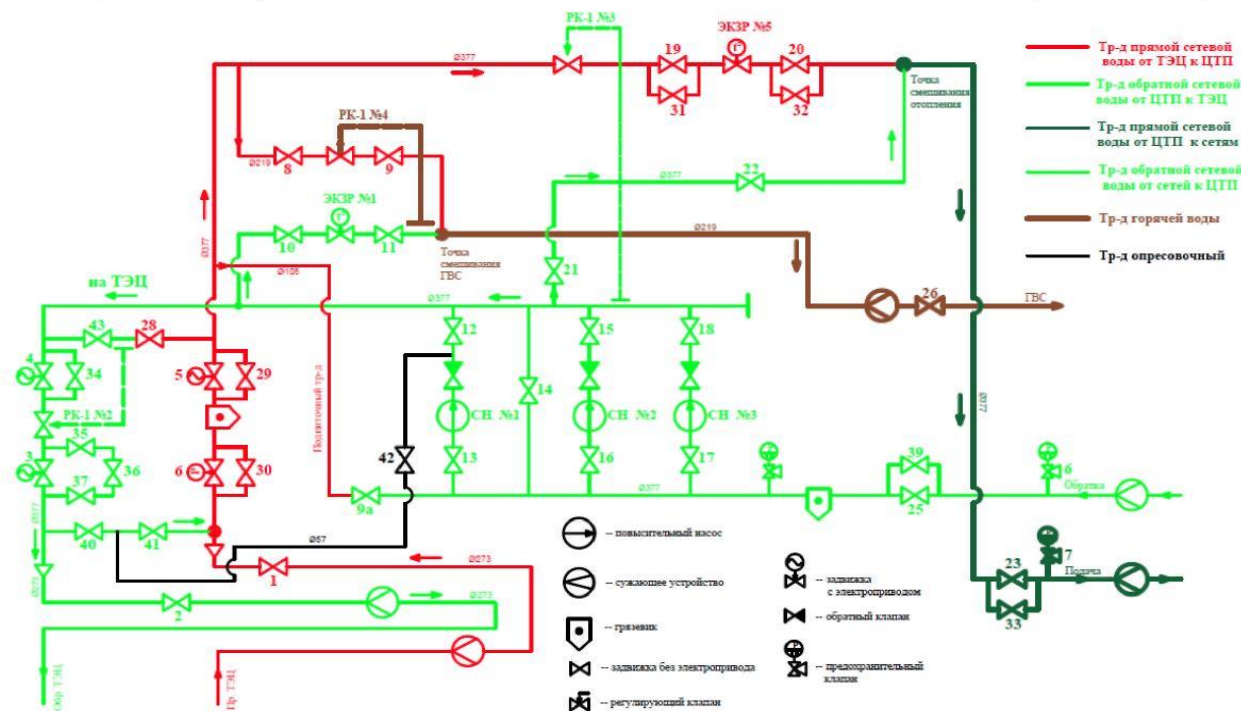 РК-1 №3
ЭКЗР №5
Ø377
19
20
31
32
Точка
смешивания
отопления
Тр-д прямой сетевой
воды от ТЭЦ к ЦТП
Тр-д обратной сетевой
воды от ЦТП к ТЭЦ
Тр-д прямой сетевой
воды от ЦТП к сетям
Тр-д обратной сетевой
воды от сетей к ЦТП
Тр-д горячей воды
Тр-д опресовочный
РК-1 №4
Ø219
8
9
Ø377
22
ЭКЗР №1
10
11
Точка
смешивания
ГВС
Ø219
Ø377
Ø108
21
26
ГВС
на ТЭЦ
Ø377
43
28
12
15
18
4
34
5
29
14
РК-1 №2
СН №1
СН №2
СН №3
Подпиточный тр-д
Ø377
35
3
36
37
6
30
42
13
16
17
39
6
Обратка
9а
Ø377
25
Ø377
40
41
Ø57
1
Ø273
Ø273
2
Ø273
Обр. ТЭЦ
Пр. ТЭЦ
23
7
Подача
33
-- повысительный насос
-- сужающее устройство
-- грязевик
-- задвижка без электропривода
-- регулирующий клапан
-- задвижка
с электроприводом
-- обратный клапан
-- предохранительный
клапан